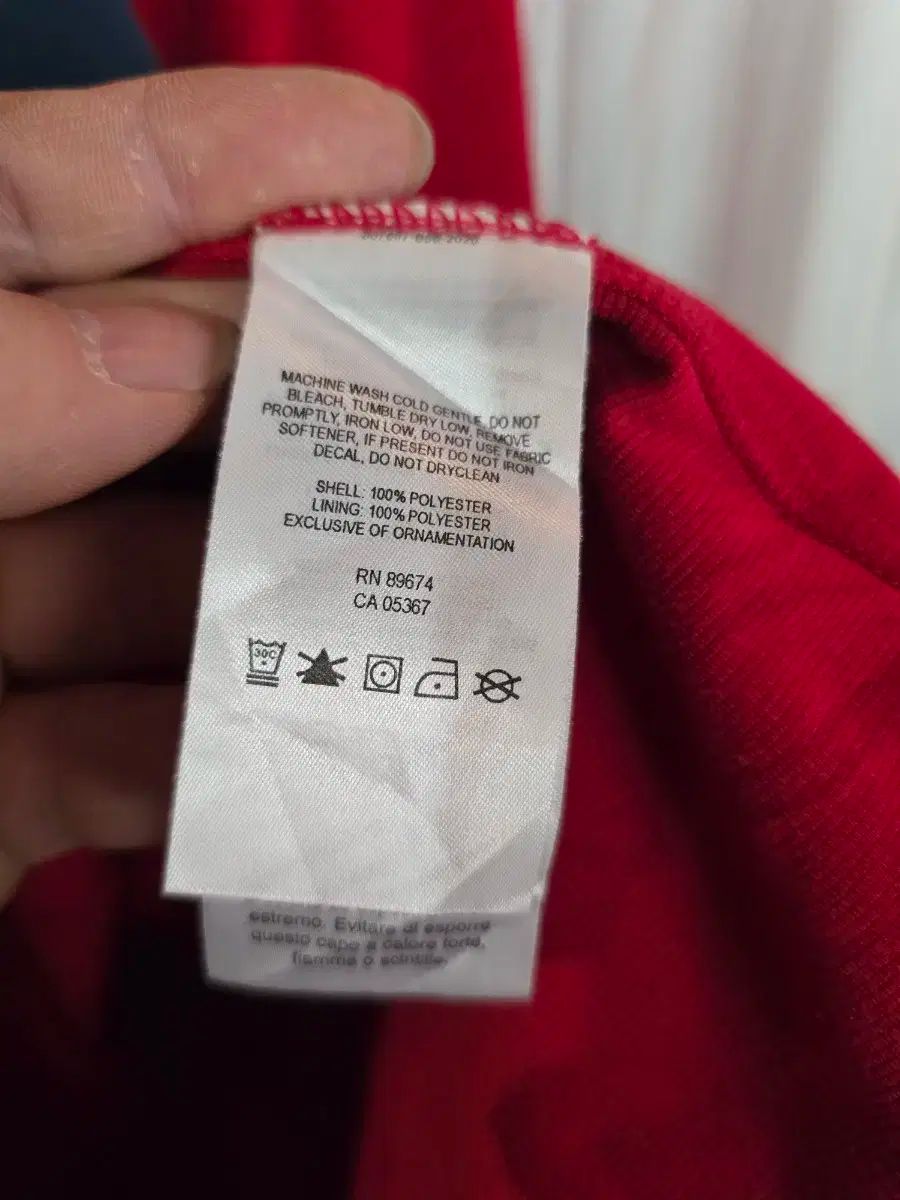 MACHINE WASH COLD GENTLE, DO NOT
BLEACH, TUMBLE DRY LOW, REMOVE
PROMPTLY, IRON LOW, DO NOT USE FABRIC
SOFTENER, IF PRESENT DO NOT IRON
DECAL, DO NOT DRYCLEAN
SHELL: 100% POLYESTER
LINING: 100% POLYESTER
EXCLUSIVE OF ORNAMENTATION
RN 89674
CA 05367
30C
estremo. Evitare di esporre
questo capo a calore forte,
fiamme o scintille.